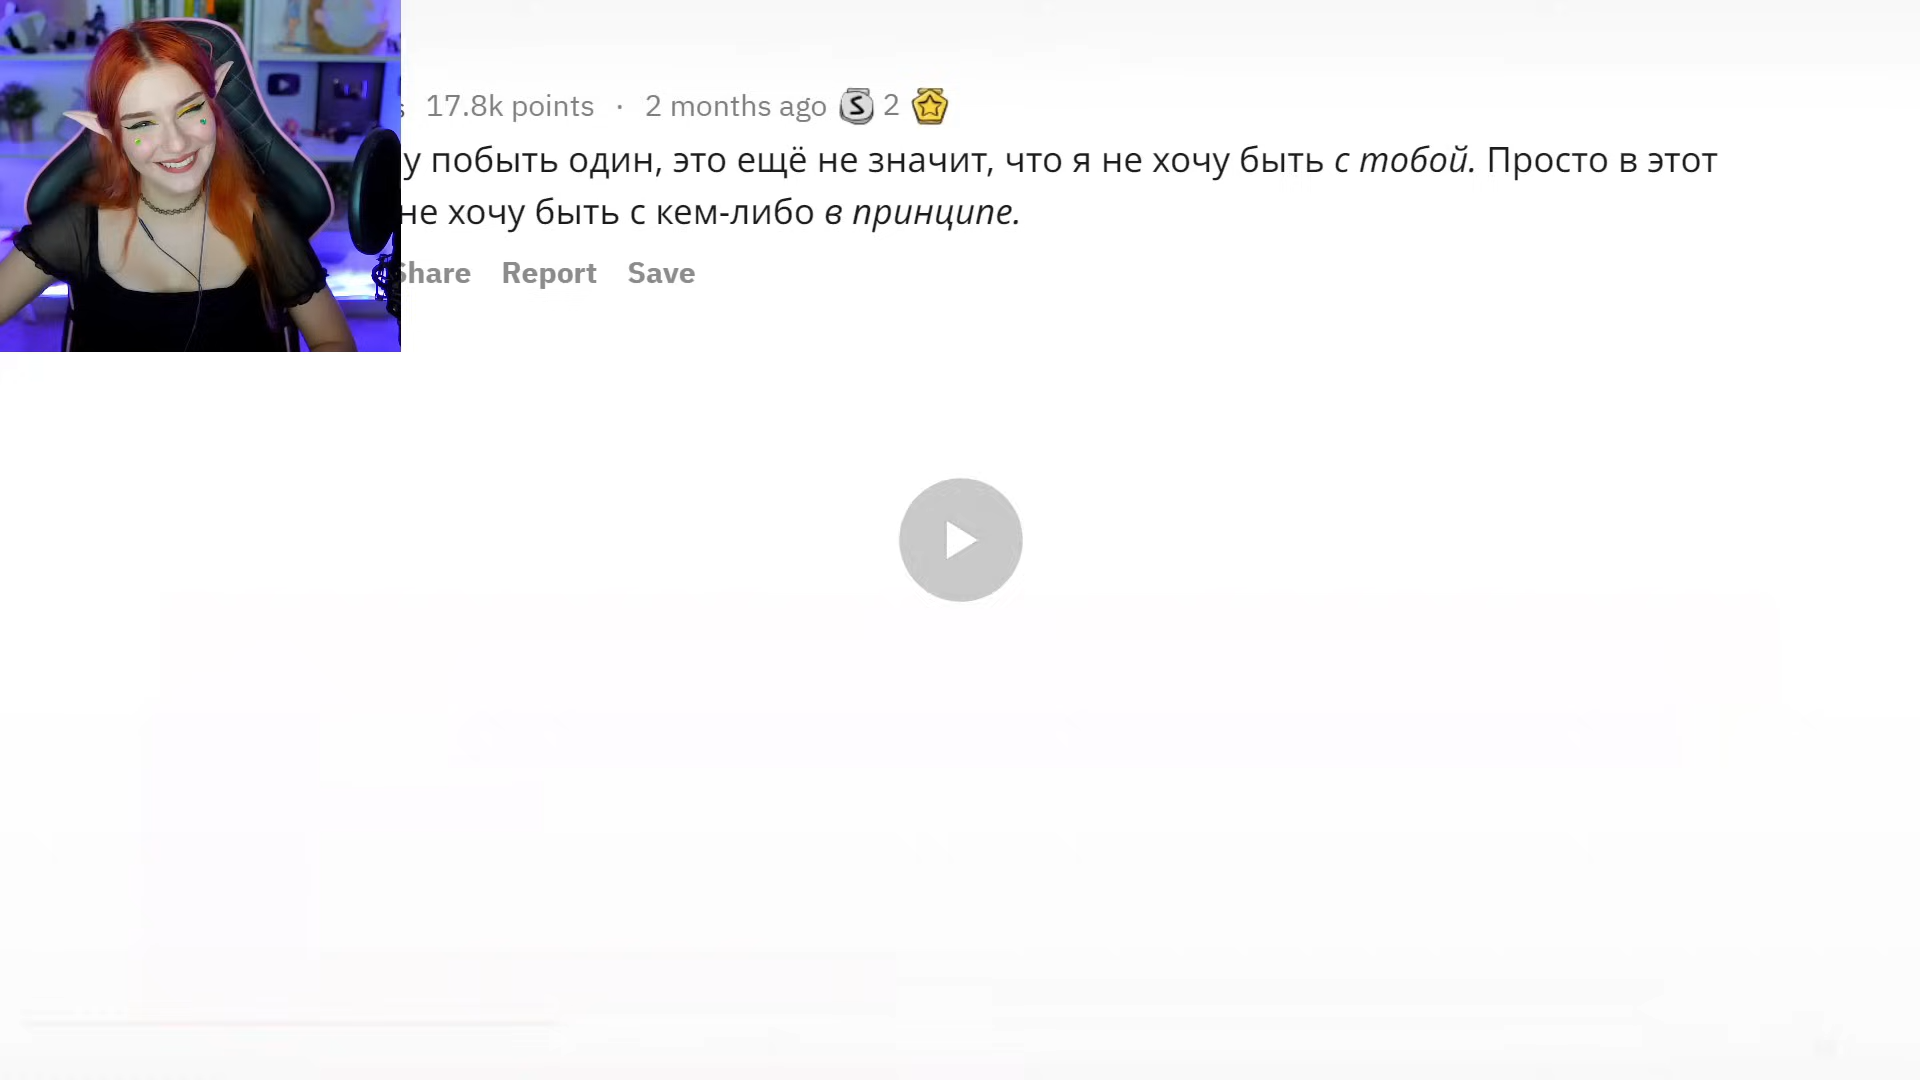 17.8k points · 2 months ago S 2
у побыть один, это ещё не значит, что я не хочу быть с тобой. Просто в этот
не хочу быть с кем-либо в принципе.
Share Report Save